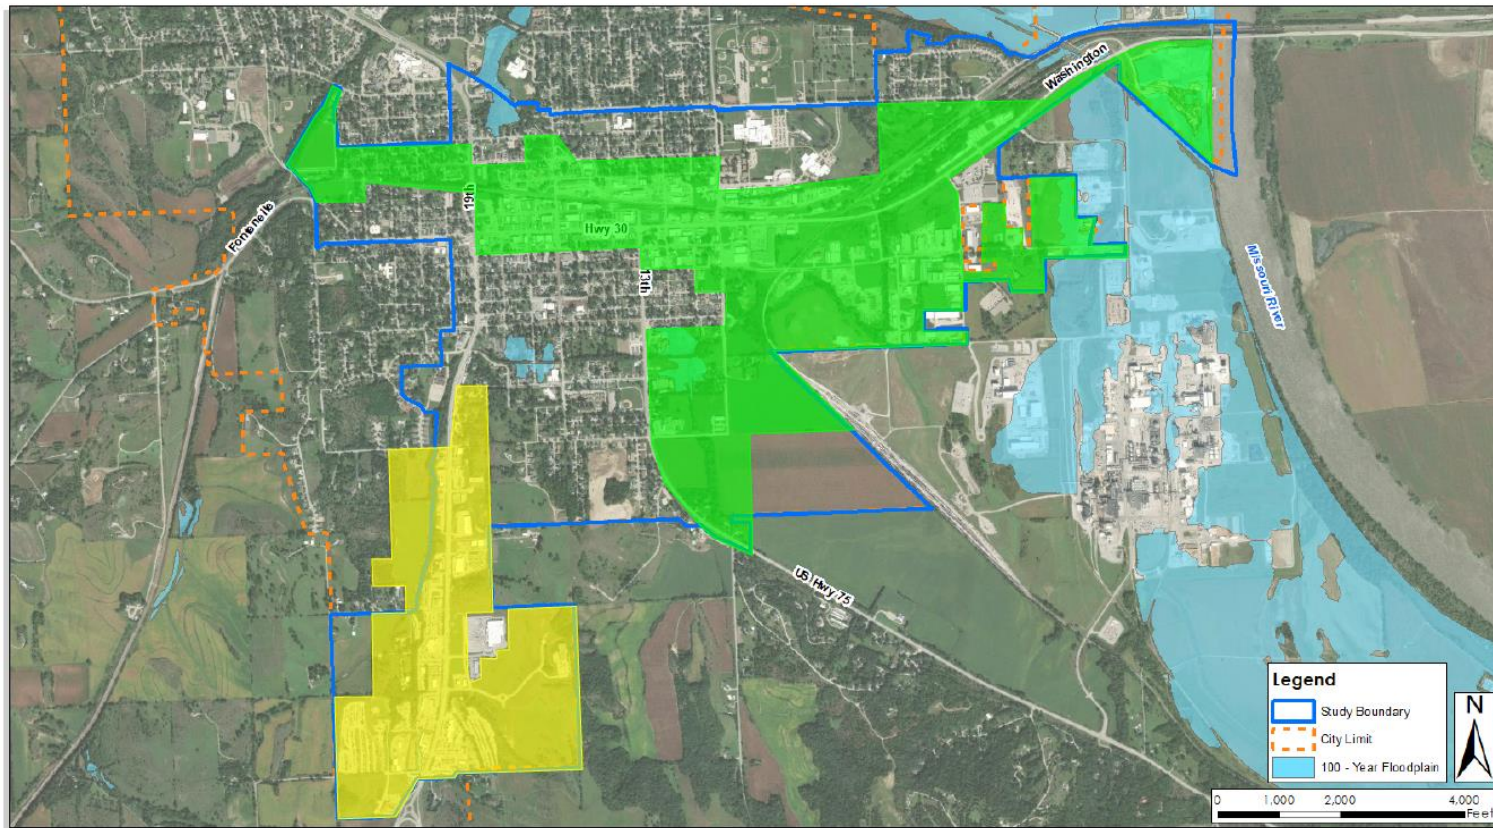 Washington
19th
Fontenelle
Hwy 30
13th
Missouri River
US Hwy 75
Legend
Study Boundary
City Limit
100 - Year Floodplain
N
0 1,000 2,000 4,000
Feet